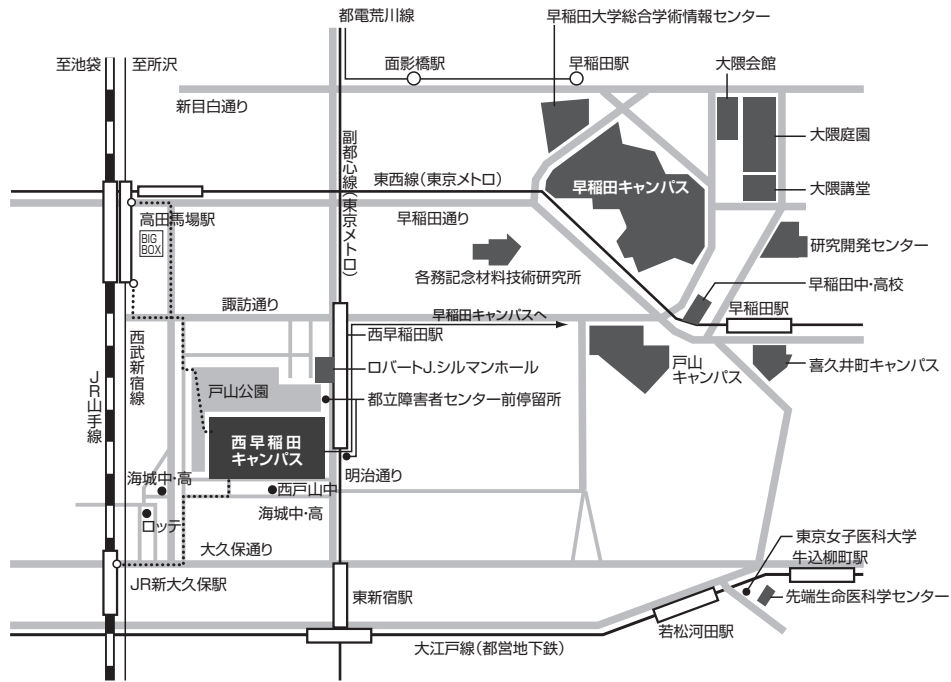 都電荒川線
早稲田大学総合学術情報センター
至池袋
至所沢
面影橋駅
早稲田駅
大隈会館
新目白通り
大隈庭園
副都心線(東京メトロ)
東西線(東京メトロ)
早稲田キャンパス
大隈講堂
高田馬場駅
早稲田通り
BIG
BOX
研究開発センター
各務記念材料技術研究所
早稲田中・高校
諏訪通り
早稲田キャンパスへ
早稲田駅
西武新宿線
西早稲田駅
JR山手線
ロバートJ.シルマンホール
戸山
キャンパス
喜久井町キャンパス
戸山公園
都立障害者センター前停留所
西早稲田
キャンパス
明治通り
海城中・高
西戸山中
海城中・高
ロッテ
大久保通り
東京女子医科大学
牛込柳町駅
JR新大久保駅
東新宿駅
先端生命医科学センター
若松河田駅
大江戸線(都営地下鉄)